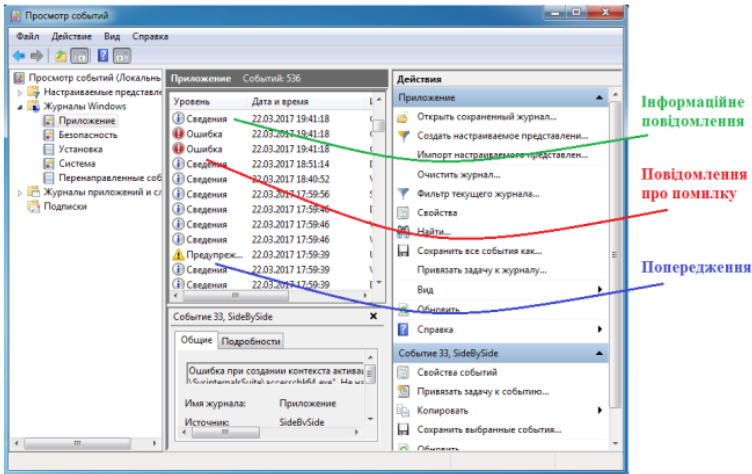 Просмотр событий
Файл Действие Вид Справка
Просмотр событий (Локальнь
Настраиваемые представле
Журналы Windows
Приложение
Безопасность
Установка
Система
Перенаправленные соб
Журналы приложений и сл
Подписки
Приложение Событий: 536
Уровень Дата и время
Сведения 22.03.2017 19:41:18
Ошибка 22.03.2017 19:41:18
Ошибка 22.03.2017 19:41:18
Сведения 22.03.2017 18:51:14
Сведения 22.03.2017 18:40:52
Сведения 22.03.2017 17:59:56
Сведения 22.03.2017 17:59:46
Сведения 22.03.2017 17:59:46
Сведения 22.03.2017 17:59:46
Предупреж... 22.03.2017 17:59:39
Сведения 22.03.2017 17:59:39
Сведения 22.03.2017 17:59:39
Событие 33, SideBySide
Общие Подробности
Ошибка при создании контекста активац
\SysinternalsSuite\accesschk64.exe". Не на
Имя журнала: Приложение
Источник: SideBySide
Действия
Приложение
Открыть сохраненный журнал...
Создать настраиваемое представлени...
Импорт настраиваемого представлен...
Очистить журнал...
Фильтр текущего журнала...
Свойства
Найти...
Сохранить все события как...
Привязать задачу к журналу...
Вид
Обновить
Справка
Событие 33, SideBySide
Свойства событий
Привязать задачу к событию...
Копировать
Сохранить выбранные события...
Обновить
Інформаційне
повідомлення
Повідомлення
про помилку
Попередження